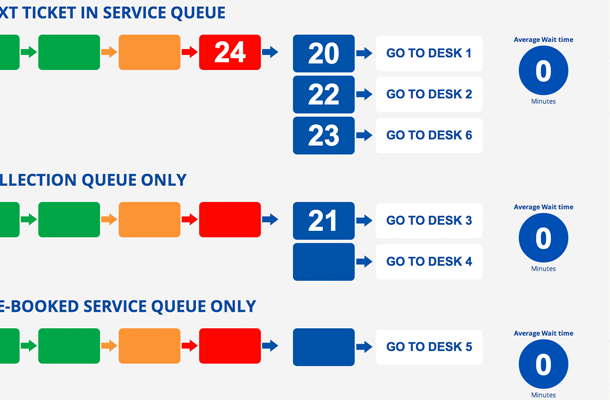 XT TICKET IN SERVICE QUEUE
24
20
GO TO DESK 1
22
GO TO DESK 2
23
GO TO DESK 6
Average Wait time
0
Minutes
LLECTION QUEUE ONLY
21
GO TO DESK 3
GO TO DESK 4
Average Wait time
0
Minutes
E-BOOKED SERVICE QUEUE ONLY
GO TO DESK 5
Average Wait time
0
Minutes